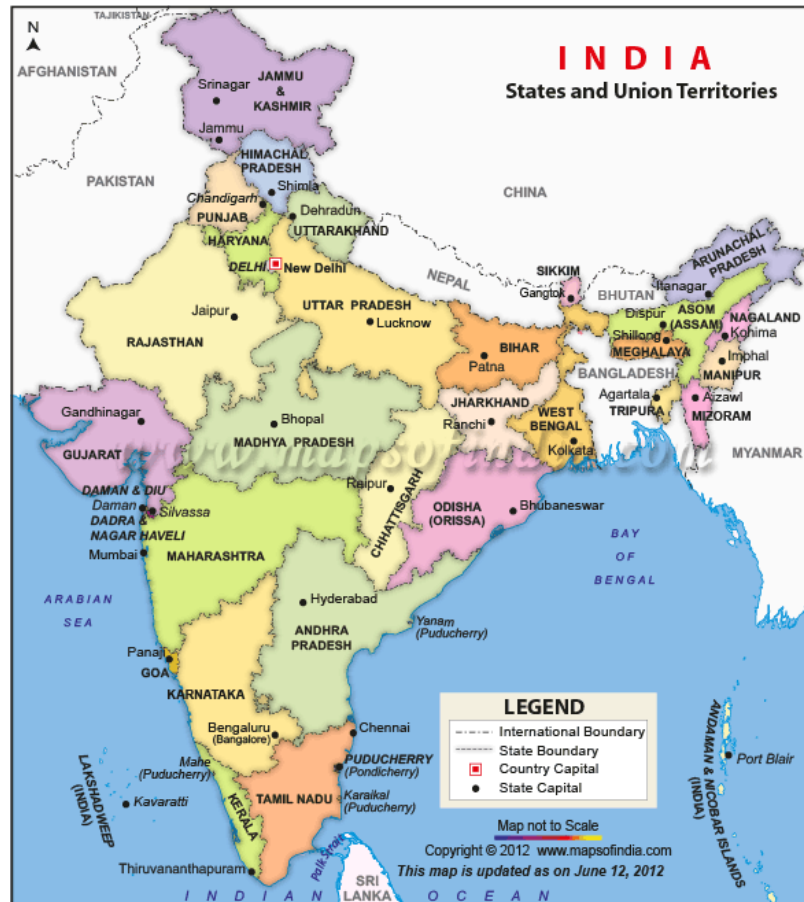 TAJIKISTAN
N
AFGHANISTAN
INDIA
States and Union Territories
JAMMU
&
KASHMIR
Srinagar
Jammu
PAKISTAN
HIMACHAL
PRADESH
Shimla
CHINA
Chandigarh
PUNJAB
Dehradun
UTTARAKHAND
HARYANA
DELHI
New Delhi
NEPAL
SIKKIM
Gangtok
BHUTAN
ARUNACHAL
PRADESH
Itanagar
Jaipur
RAJASTHAN
UTTAR PRADESH
Lucknow
Dispur
ASOM
(ASSAM)
NAGALAND
Kohima
Shillong
MEGHALAYA
BIHAR
Patna
Imphal
MANIPUR
BANGLADESH
Agartala
TRIPURA
Aizawl
MIZORAM
JHARKHAND
Ranchi
WEST
BENGAL
Kolkata
Gandhinagar
GUJARAT
Bhopal
MADHYA PRADESH
www.mapsofindia.com
MYANMAR
Raipur
CHHATTISGARH
DAMAN & DIU
Daman
Silvassa
DADRA &
NAGAR HAVELI
ODISHA
(ORISSA)
Bhubaneswar
Mumbai
MAHARASHTRA
BAY
OF
BENGAL
ARABIAN
SEA
Hyderabad
ANDHRA
PRADESH
Yanam
(Puducherry)
Panaji
GOA
KARNATAKA
Bengaluru
(Bangalore)
Chennai
Mahe
(Puducherry)
PUDUCHERRY
(Pondicherry)
TAMIL NADU
Karaikal
(Puducherry)
LAKSHADWEEP
(INDIA)
Kavaratti
KERALA
Thiruvananthapuram
Palk Strait
SRI
LANKA
INDIAN OCEAN
LEGEND
International Boundary
State Boundary
Country Capital
State Capital
ANDAMAN & NICOBAR ISLANDS
(INDIA)
Port Blair
Map not to Scale
Copyright © 2012 www.mapsofindia.com
This map is updated as on June 12, 2012